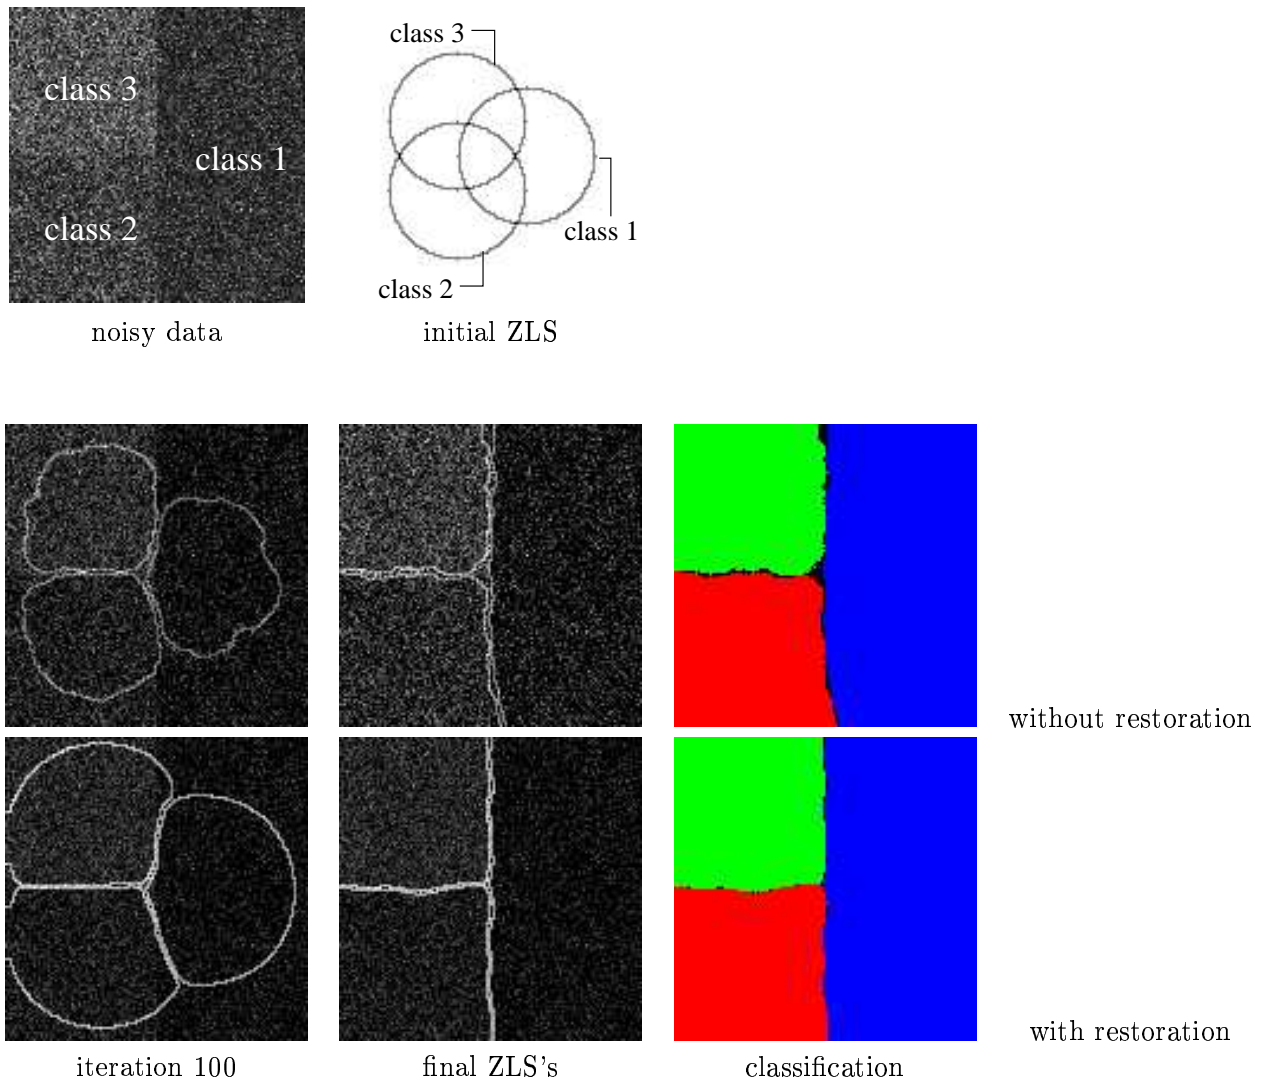 class 3
class 1
class 2
noisy data
class 3
class 1
class 2
initial ZLS
without restoration
with restoration
iteration 100
final ZLS's
classification